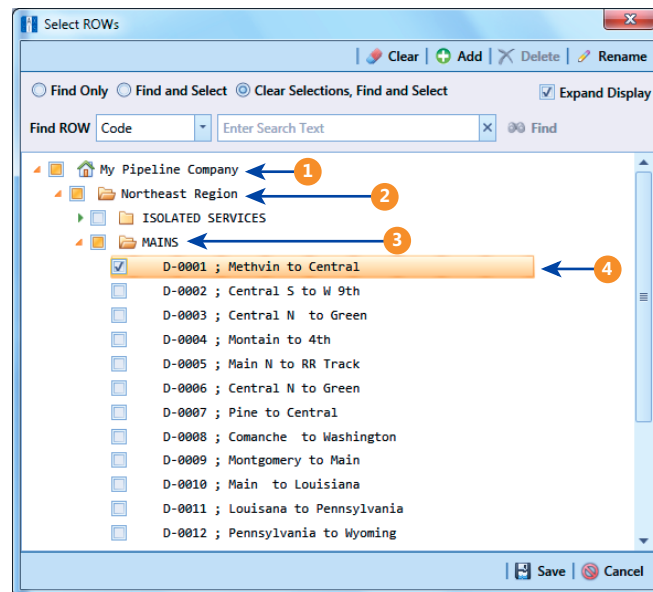 Select ROWs
Clear Add Delete Rename
Find Only Find and Select Clear Selections, Find and Select Expand Display
Find ROW Code Enter Search Text Find
My Pipeline Company 1
Northeast Region 2
ISOLATED SERVICES
MAINS 3
D-0001 ; Methvin to Central 4
D-0002 ; Central S to W 9th
D-0003 ; Central N to Green
D-0004 ; Montain to 4th
D-0005 ; Main N to RR Track
D-0006 ; Central N to Green
D-0007 ; Pine to Central
D-0008 ; Comanche to Washington
D-0009 ; Montgomery to Main
D-0010 ; Main to Louisiana
D-0011 ; Louisana to Pennsylvania
D-0012 ; Pennsylvania to Wyoming
Save Cancel